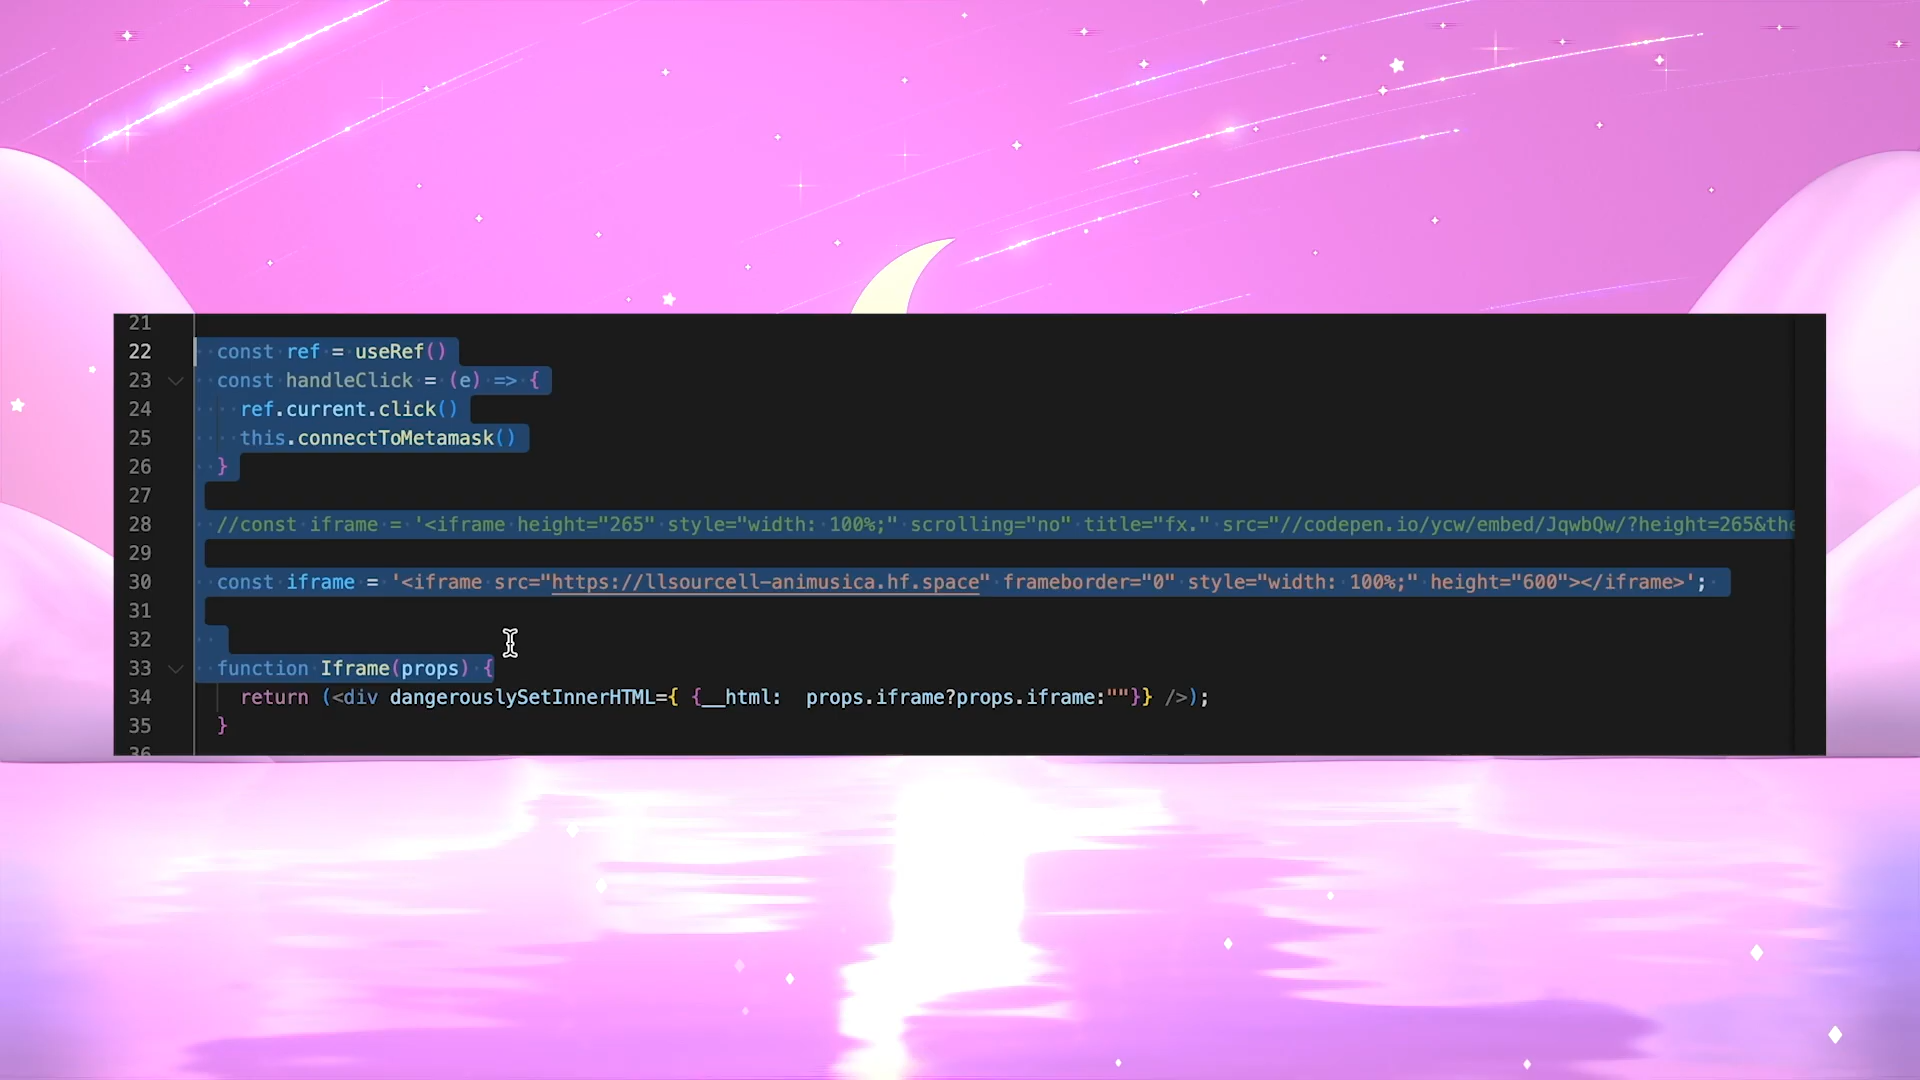 21
22 const ref = useRef()
23 const handleClick = (e) => {
24 ref.current.click()
25 this.connectToMetamask()
26 }
27
28 //const iframe = '<iframe height="265" style="width: 100%;" scrolling="no" title="fx." src="//codepen.io/ycw/embed/JqwbQw/?height=265&the
29
30 const iframe = '<iframe src="https://llsourcell-animusica.hf.space" frameborder="0" style="width: 100%;" height="600"></iframe>';
31
32
33 function Iframe(props) {
34 return (<div dangerouslySetInnerHTML={ {__html:  props.iframe?props.iframe:""}} />);
35 }
36